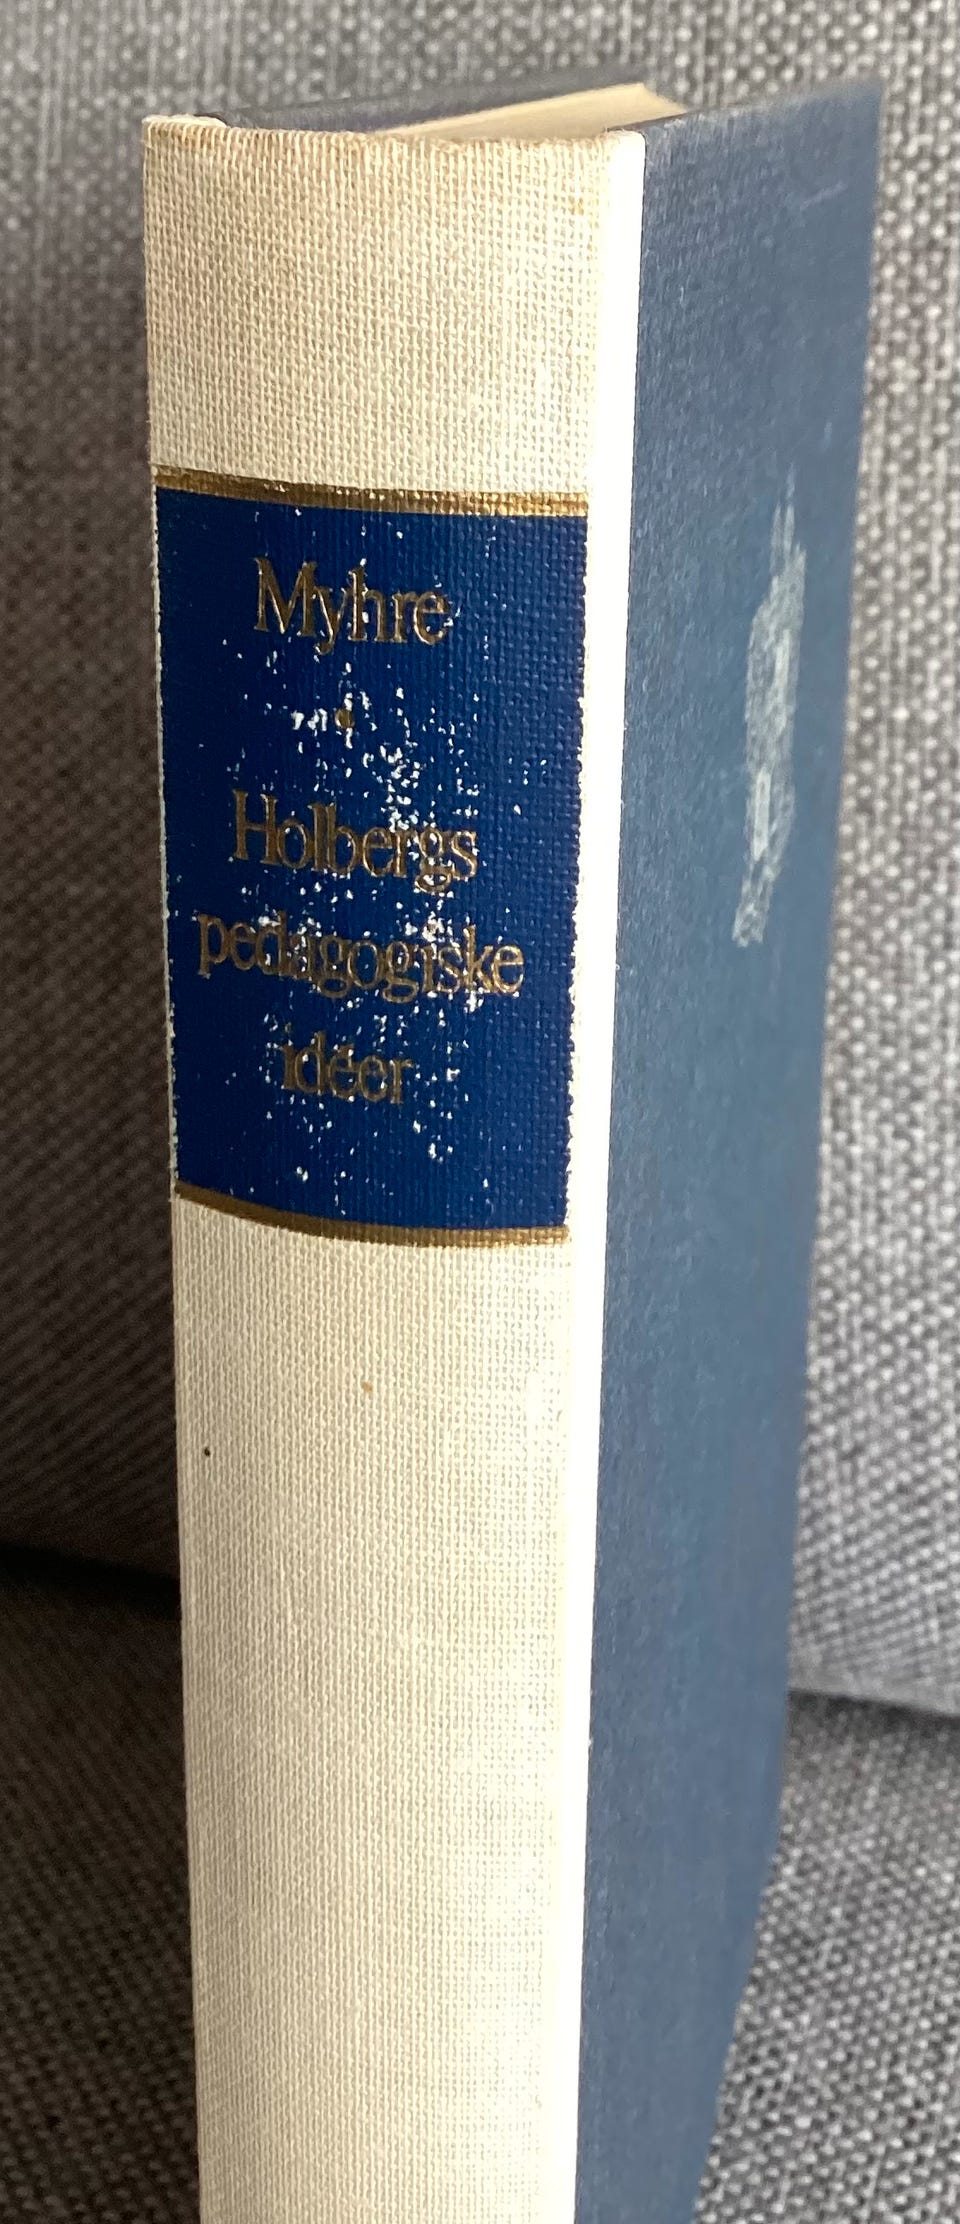 Myhre
Holbergs
pedagogiske
idéer